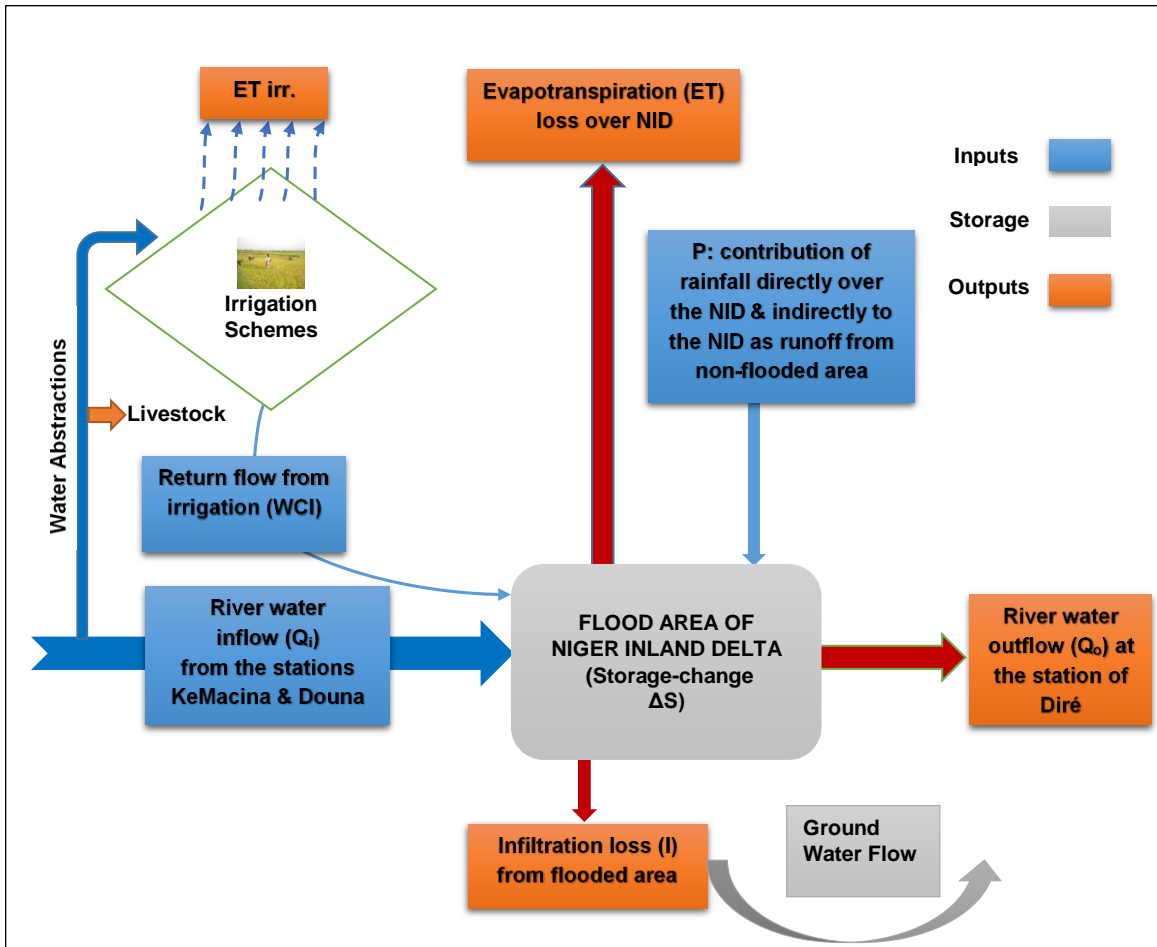 ET irr.
Evapotranspiration (ET)
loss over NID
Inputs
Storage
Outputs
P: contribution of
rainfall directly over
the NID & indirectly to
the NID as runoff from
non-flooded area
Irrigation
Schemes
Water Abstractions
Livestock
Return flow from
irrigation (WCI)
River water
inflow (Qᵢ)
from the stations
KeMacina & Douna
FLOOD AREA OF
NIGER INLAND DELTA
(Storage-change
ΔS)
River water
outflow (Qₒ) at
the station of
Diré
Infiltration loss (I)
from flooded area
Ground
Water Flow